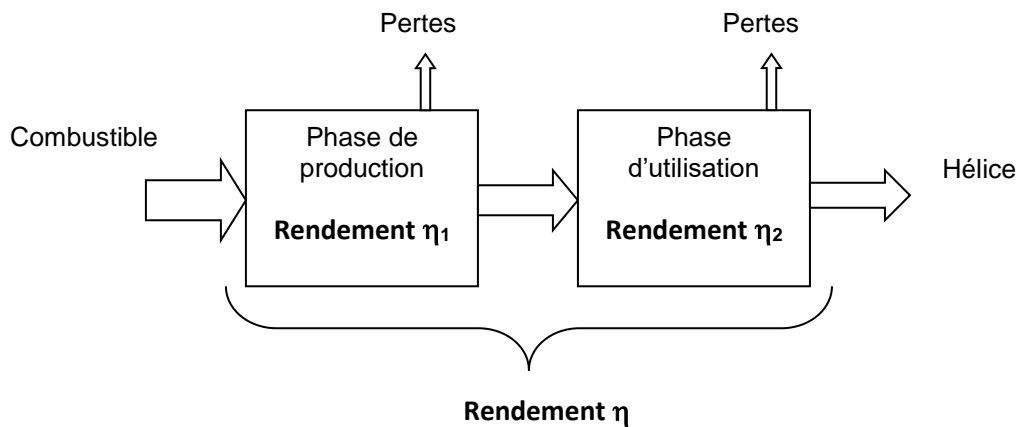 Pertes
Pertes
Combustible
Phase de
production
Rendement η₁
Phase
d’utilisation
Rendement η₂
Hélice
Rendement η